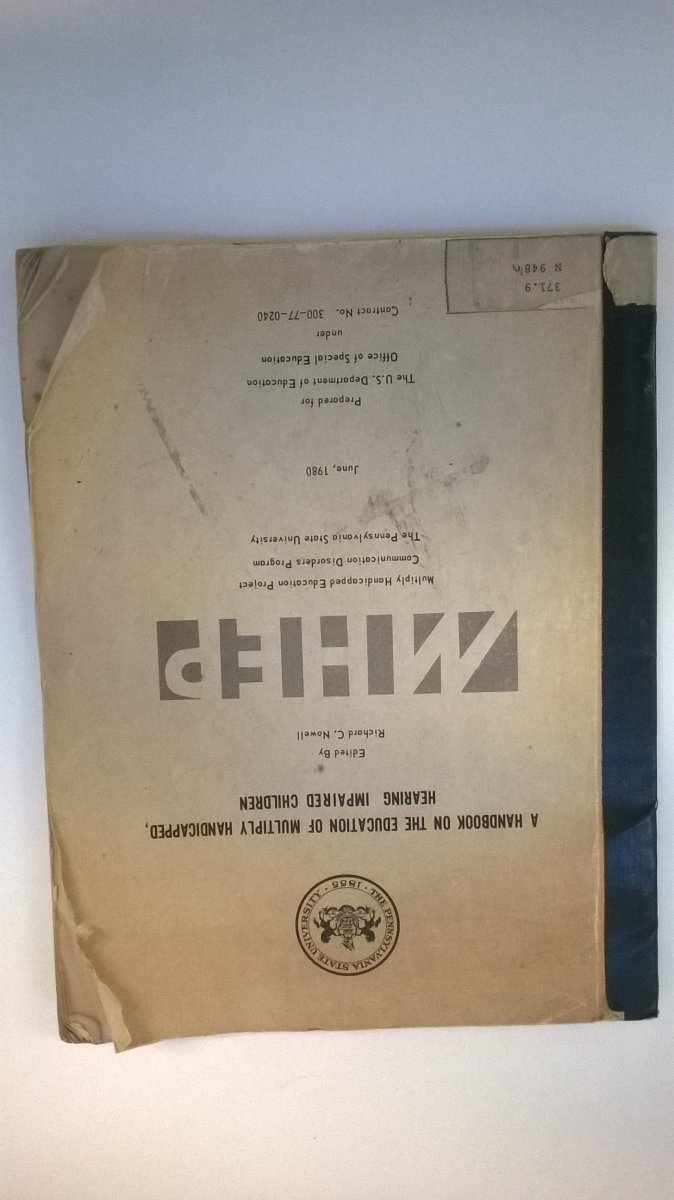 THE PENNSYLVANIA STATE UNIVERSITY · 1855 ·
A HANDBOOK ON THE EDUCATION OF MULTIPLY HANDICAPPED,
HEARING IMPAIRED CHILDREN
Edited By
Richard C. Nowell
MHEP
Multiply Handicapped Education Project
Communication Disorders Program
The Pennsylvania State University
June, 1980
Prepared for
The U.S. Department of Education
Office of Special Education
under
Contract No. 300-77-0240
371.9
N 948h